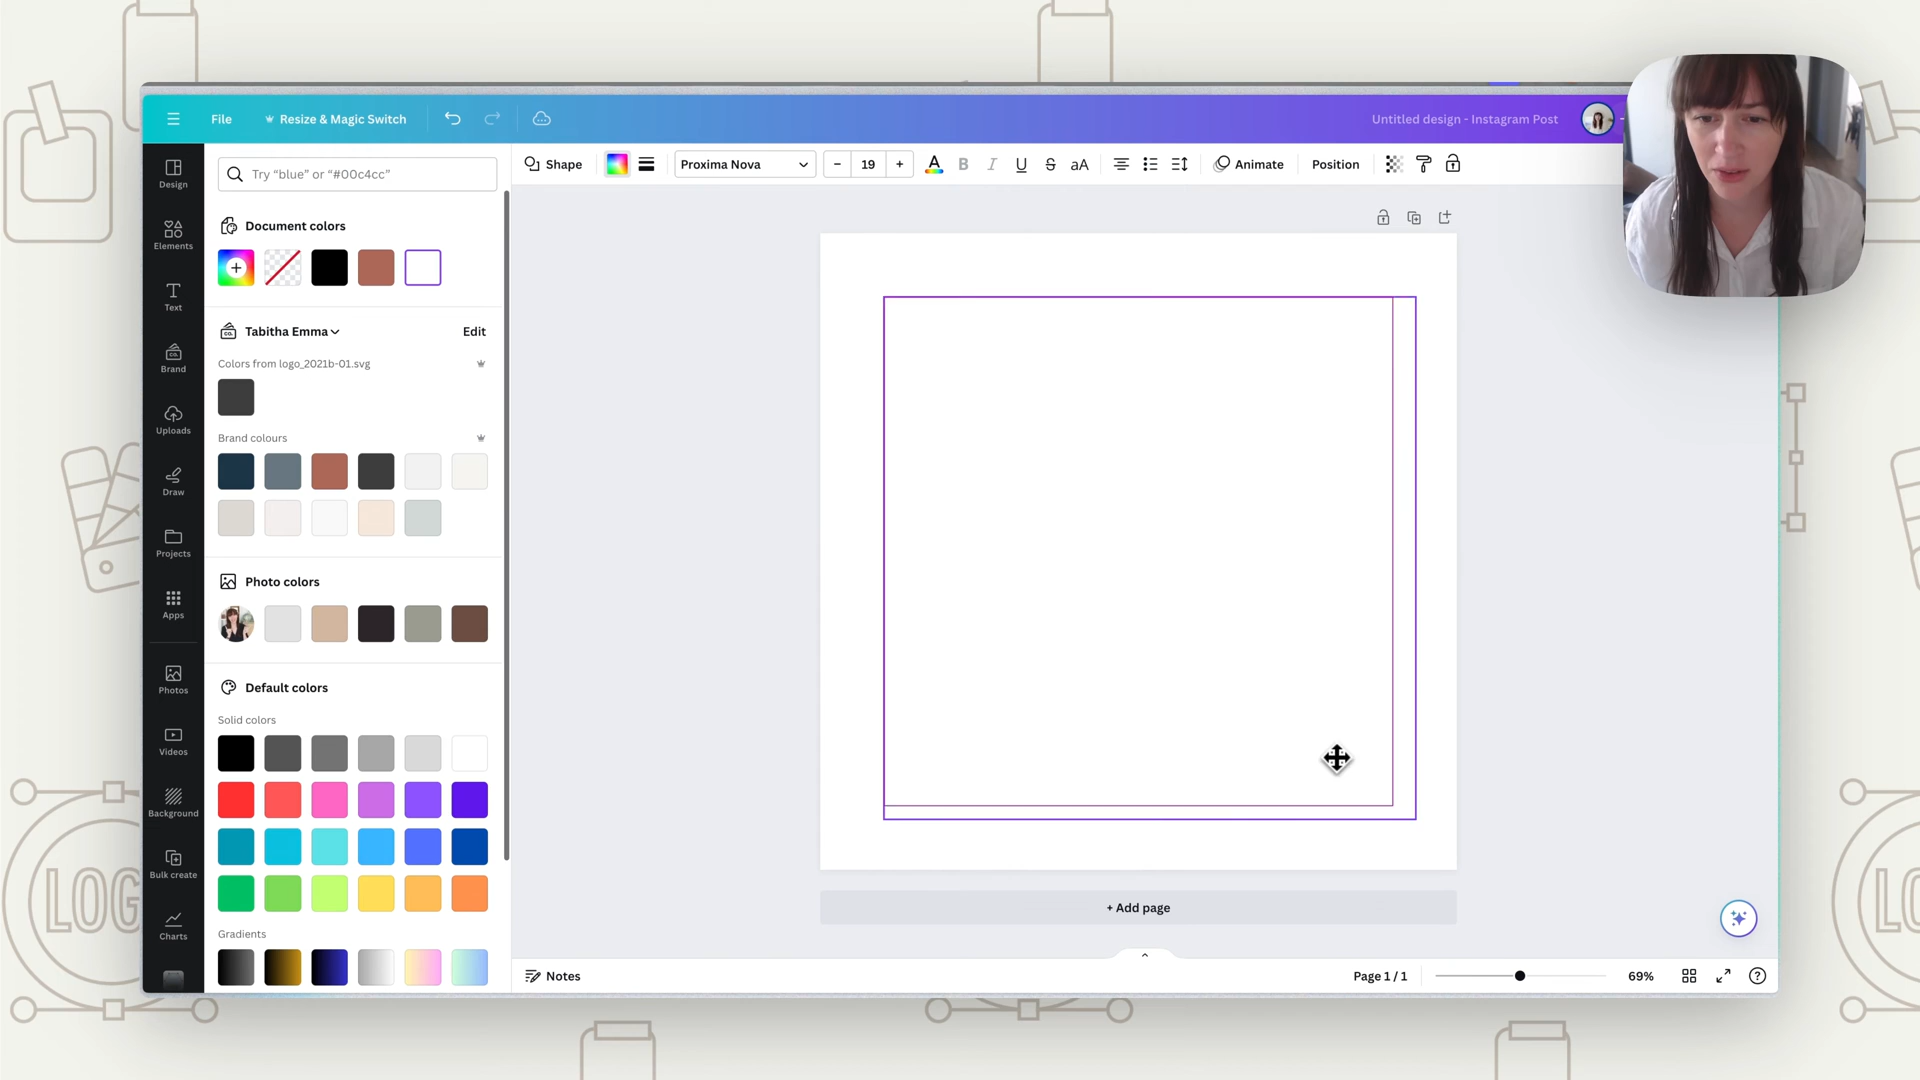 File
Resize & Magic Switch
Untitled design - Instagram Post
Design
Elements
Text
Brand
Uploads
Draw
Projects
Apps
Photos
Videos
Background
Bulk create
Charts
Try “blue” or “#00c4cc”
Document colors
Tabitha Emma
Edit
Colors from logo_2021b-01.svg
Brand colours
Photo colors
Default colors
Solid colors
Gradients
Shape
Proxima Nova
− 19 +
A B I U S aA
Animate
Position
+ Add page
Notes
Page 1 / 1
69%
LOG
LO